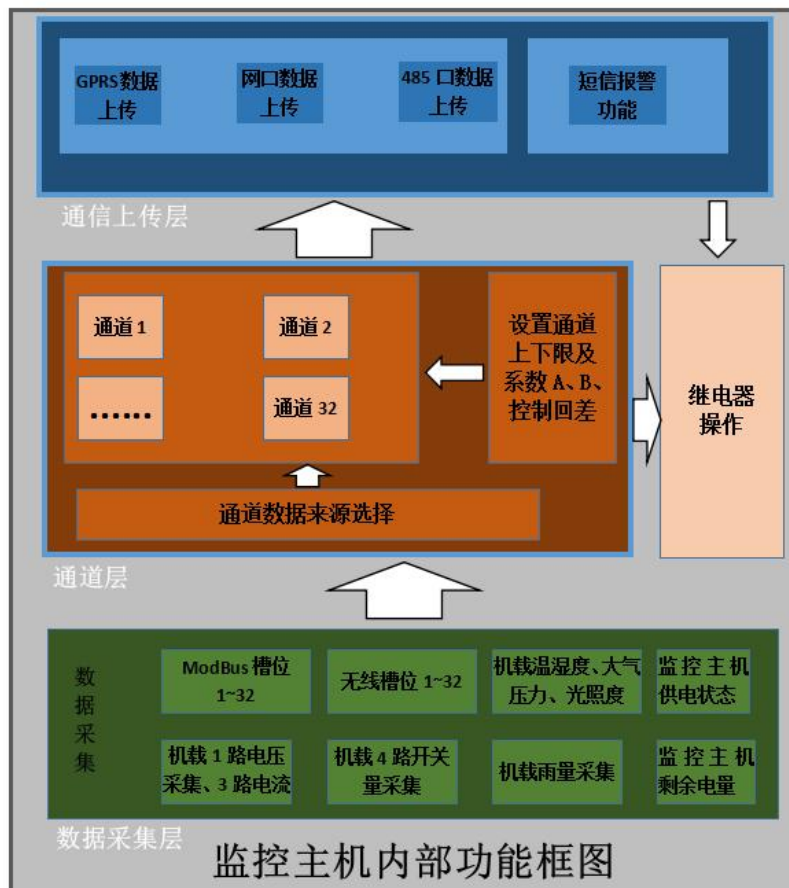 GPRS数据
上传
网口数据
上传
485 口数据
上传
短信报警
功能
通信上传层
通道 1
通道 2
……
通道 32
设置通道
上下限及
系数 A、B、
控制回差
通道数据来源选择
继电器
操作
通道层
数据采集
ModBus 槽位
1~32
无线槽位 1~32
机载温湿度、大气
压力、光照度
监控主机
供电状态
机载 1 路电压
采集、3 路电流
机载 4 路开关
量采集
机载雨量采集
监控主机
剩余电量
数据采集层
监控主机内部功能框图